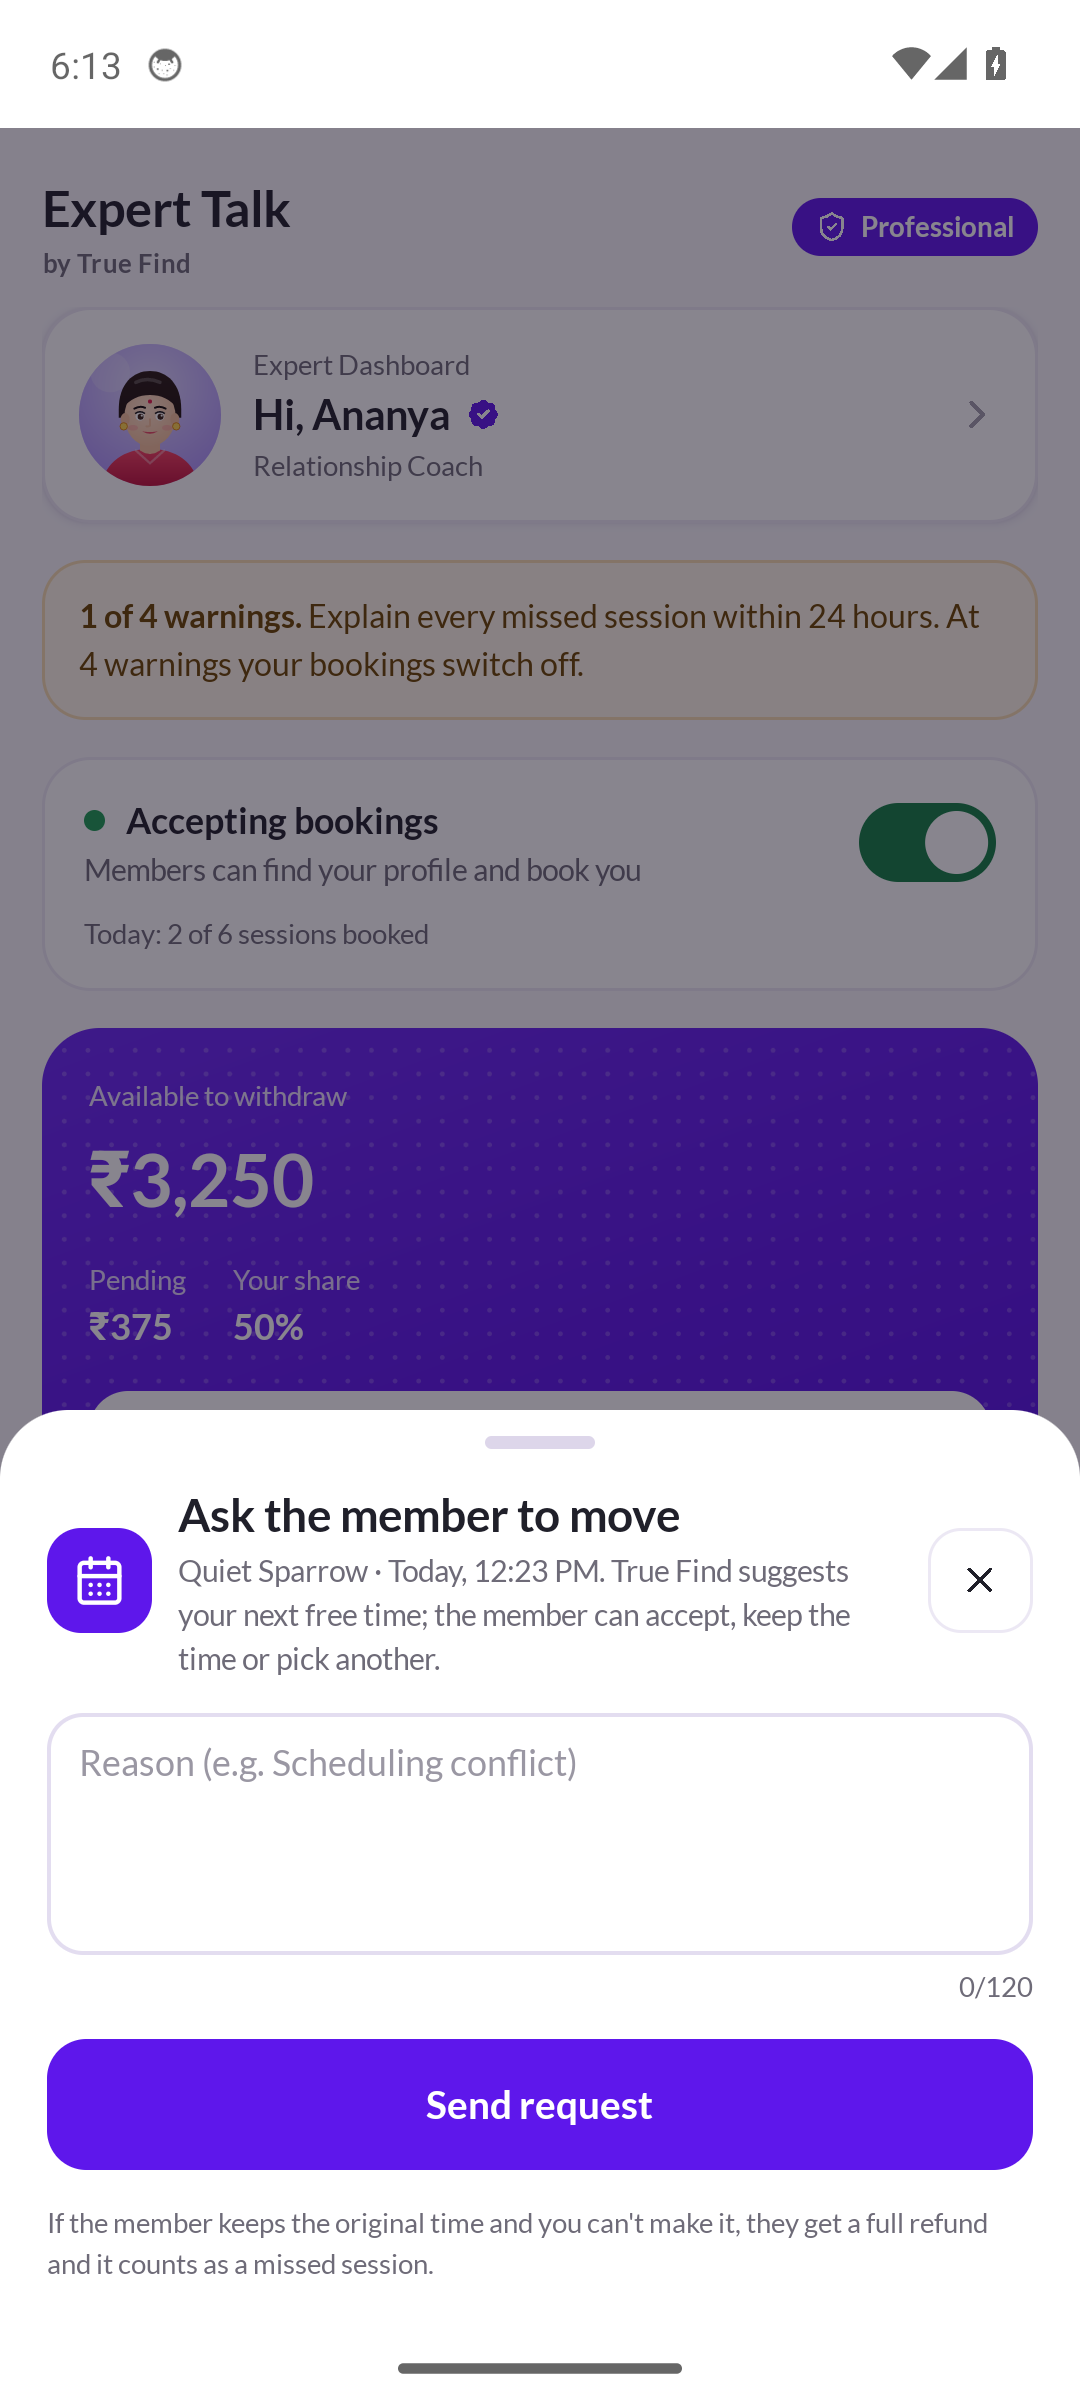 6:13
Expert Talk
by True Find
Professional
Expert Dashboard
Hi, Ananya
Relationship Coach
1 of 4 warnings. Explain every missed session within 24 hours. At
4 warnings your bookings switch off.
Accepting bookings
Members can find your profile and book you
Today: 2 of 6 sessions booked
Available to withdraw
₹3,250
Pending
Your share
₹375
50%
Ask the member to move
Quiet Sparrow · Today, 12:23 PM. True Find suggests
your next free time; the member can accept, keep the
time or pick another.
Reason (e.g. Scheduling conflict)
0/120
Send request
If the member keeps the original time and you can't make it, they get a full refund
and it counts as a missed session.